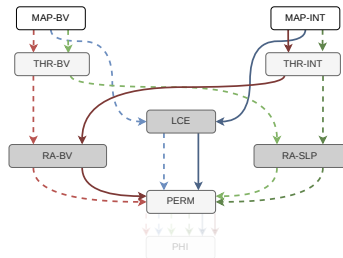 MAP-BV MAP-INT
THR-BV THR-INT
LCE
RA-BV RA-SLP
PERM
PHI